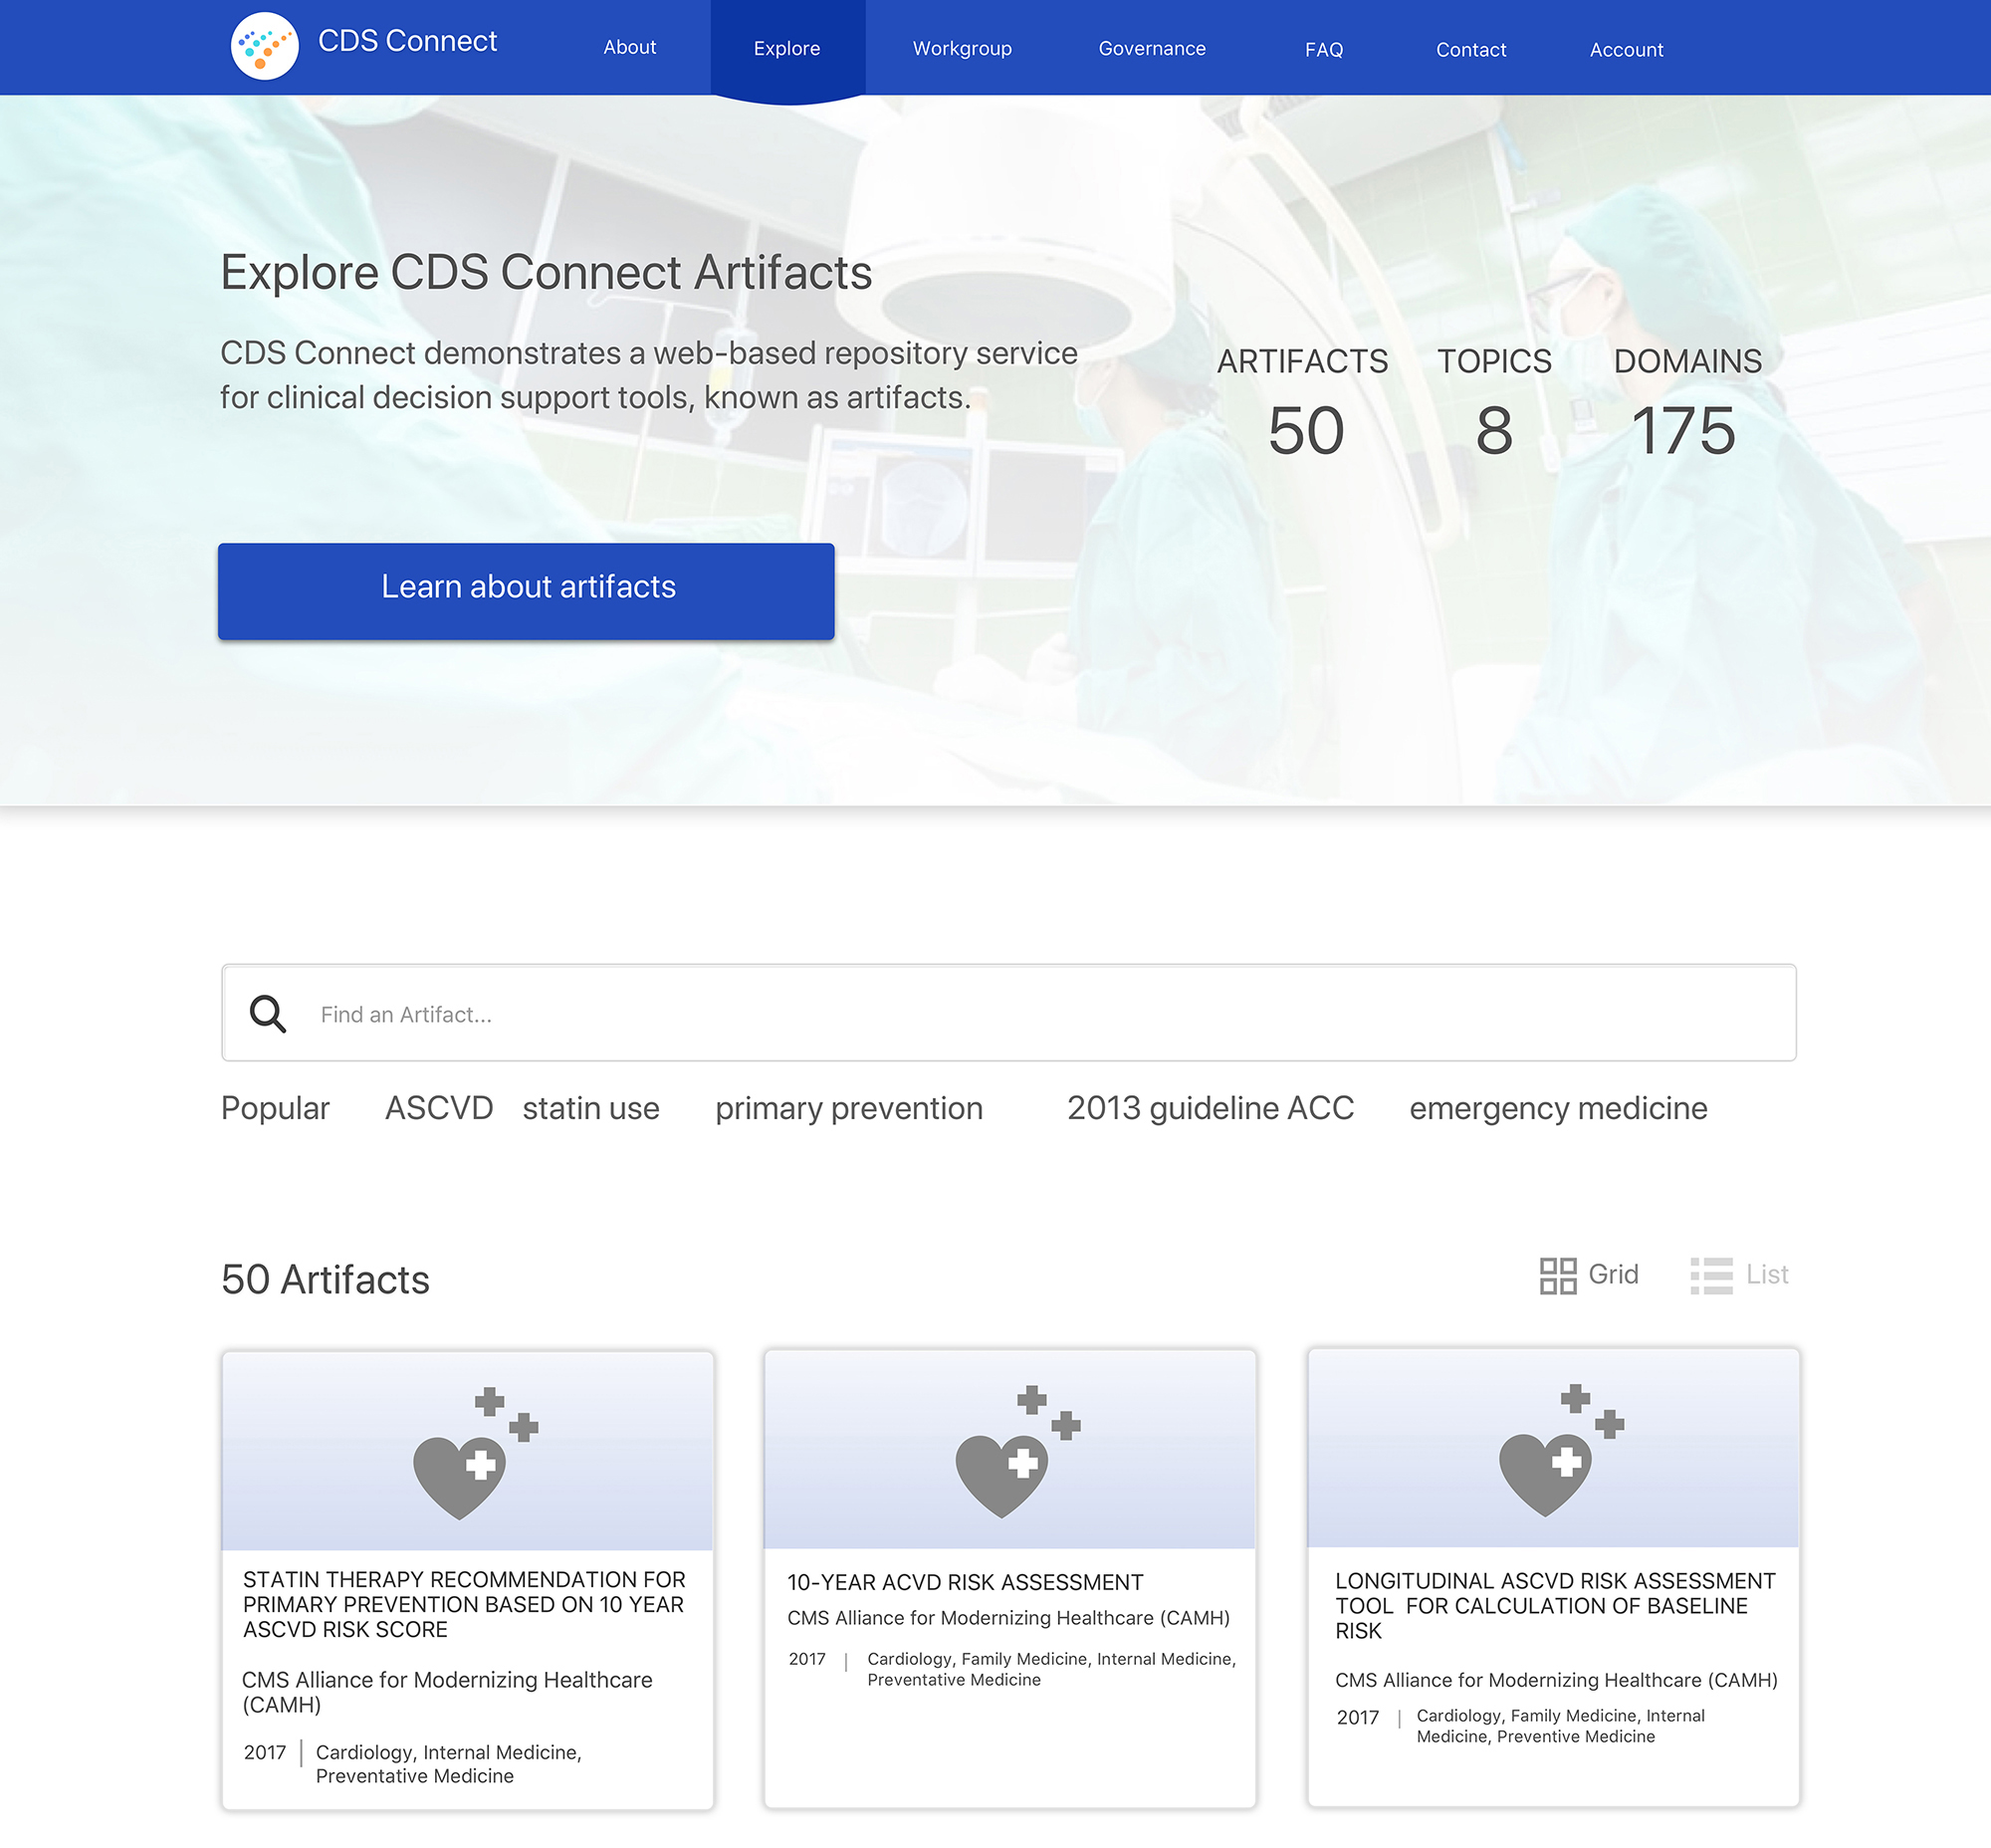 CDS Connect
About
Explore
Workgroup
Governance
FAQ
Contact
Account
Explore CDS Connect Artifacts
CDS Connect demonstrates a web-based repository service
for clinical decision support tools, known as artifacts.
ARTIFACTS
50
TOPICS
8
DOMAINS
175
Learn about artifacts
Find an Artifact...
Popular
ASCVD
statin use
primary prevention
2013 guideline ACC
emergency medicine
50 Artifacts
Grid
List
STATIN THERAPY RECOMMENDATION FOR
PRIMARY PREVENTION BASED ON 10 YEAR
ASCVD RISK SCORE
CMS Alliance for Modernizing Healthcare
(CAMH)
2017 | Cardiology, Internal Medicine,
Preventative Medicine
10-YEAR ACVD RISK ASSESSMENT
CMS Alliance for Modernizing Healthcare (CAMH)
2017 | Cardiology, Family Medicine, Internal Medicine,
Preventative Medicine
LONGITUDINAL ASCVD RISK ASSESSMENT
TOOL FOR CALCULATION OF BASELINE
RISK
CMS Alliance for Modernizing Healthcare (CAMH)
2017 | Cardiology, Family Medicine, Internal
Medicine, Preventive Medicine